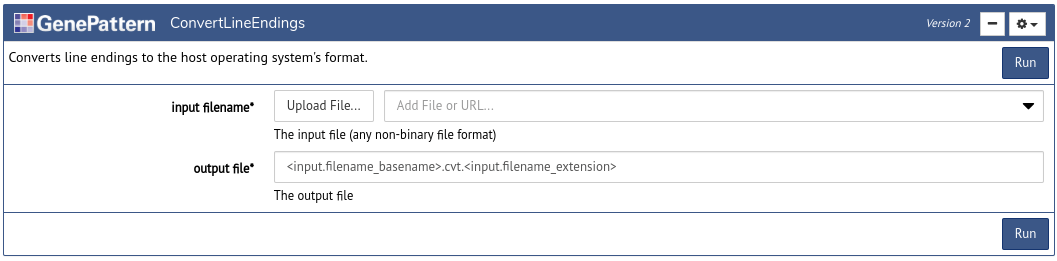 GenePattern ConvertLineEndings Version 2
Converts line endings to the host operating system's format. Run
input filename* Upload File... Add File or URL...
The input file (any non-binary file format)
output file* <input.filename_basename>.cvt.<input.filename_extension>
The output file
Run